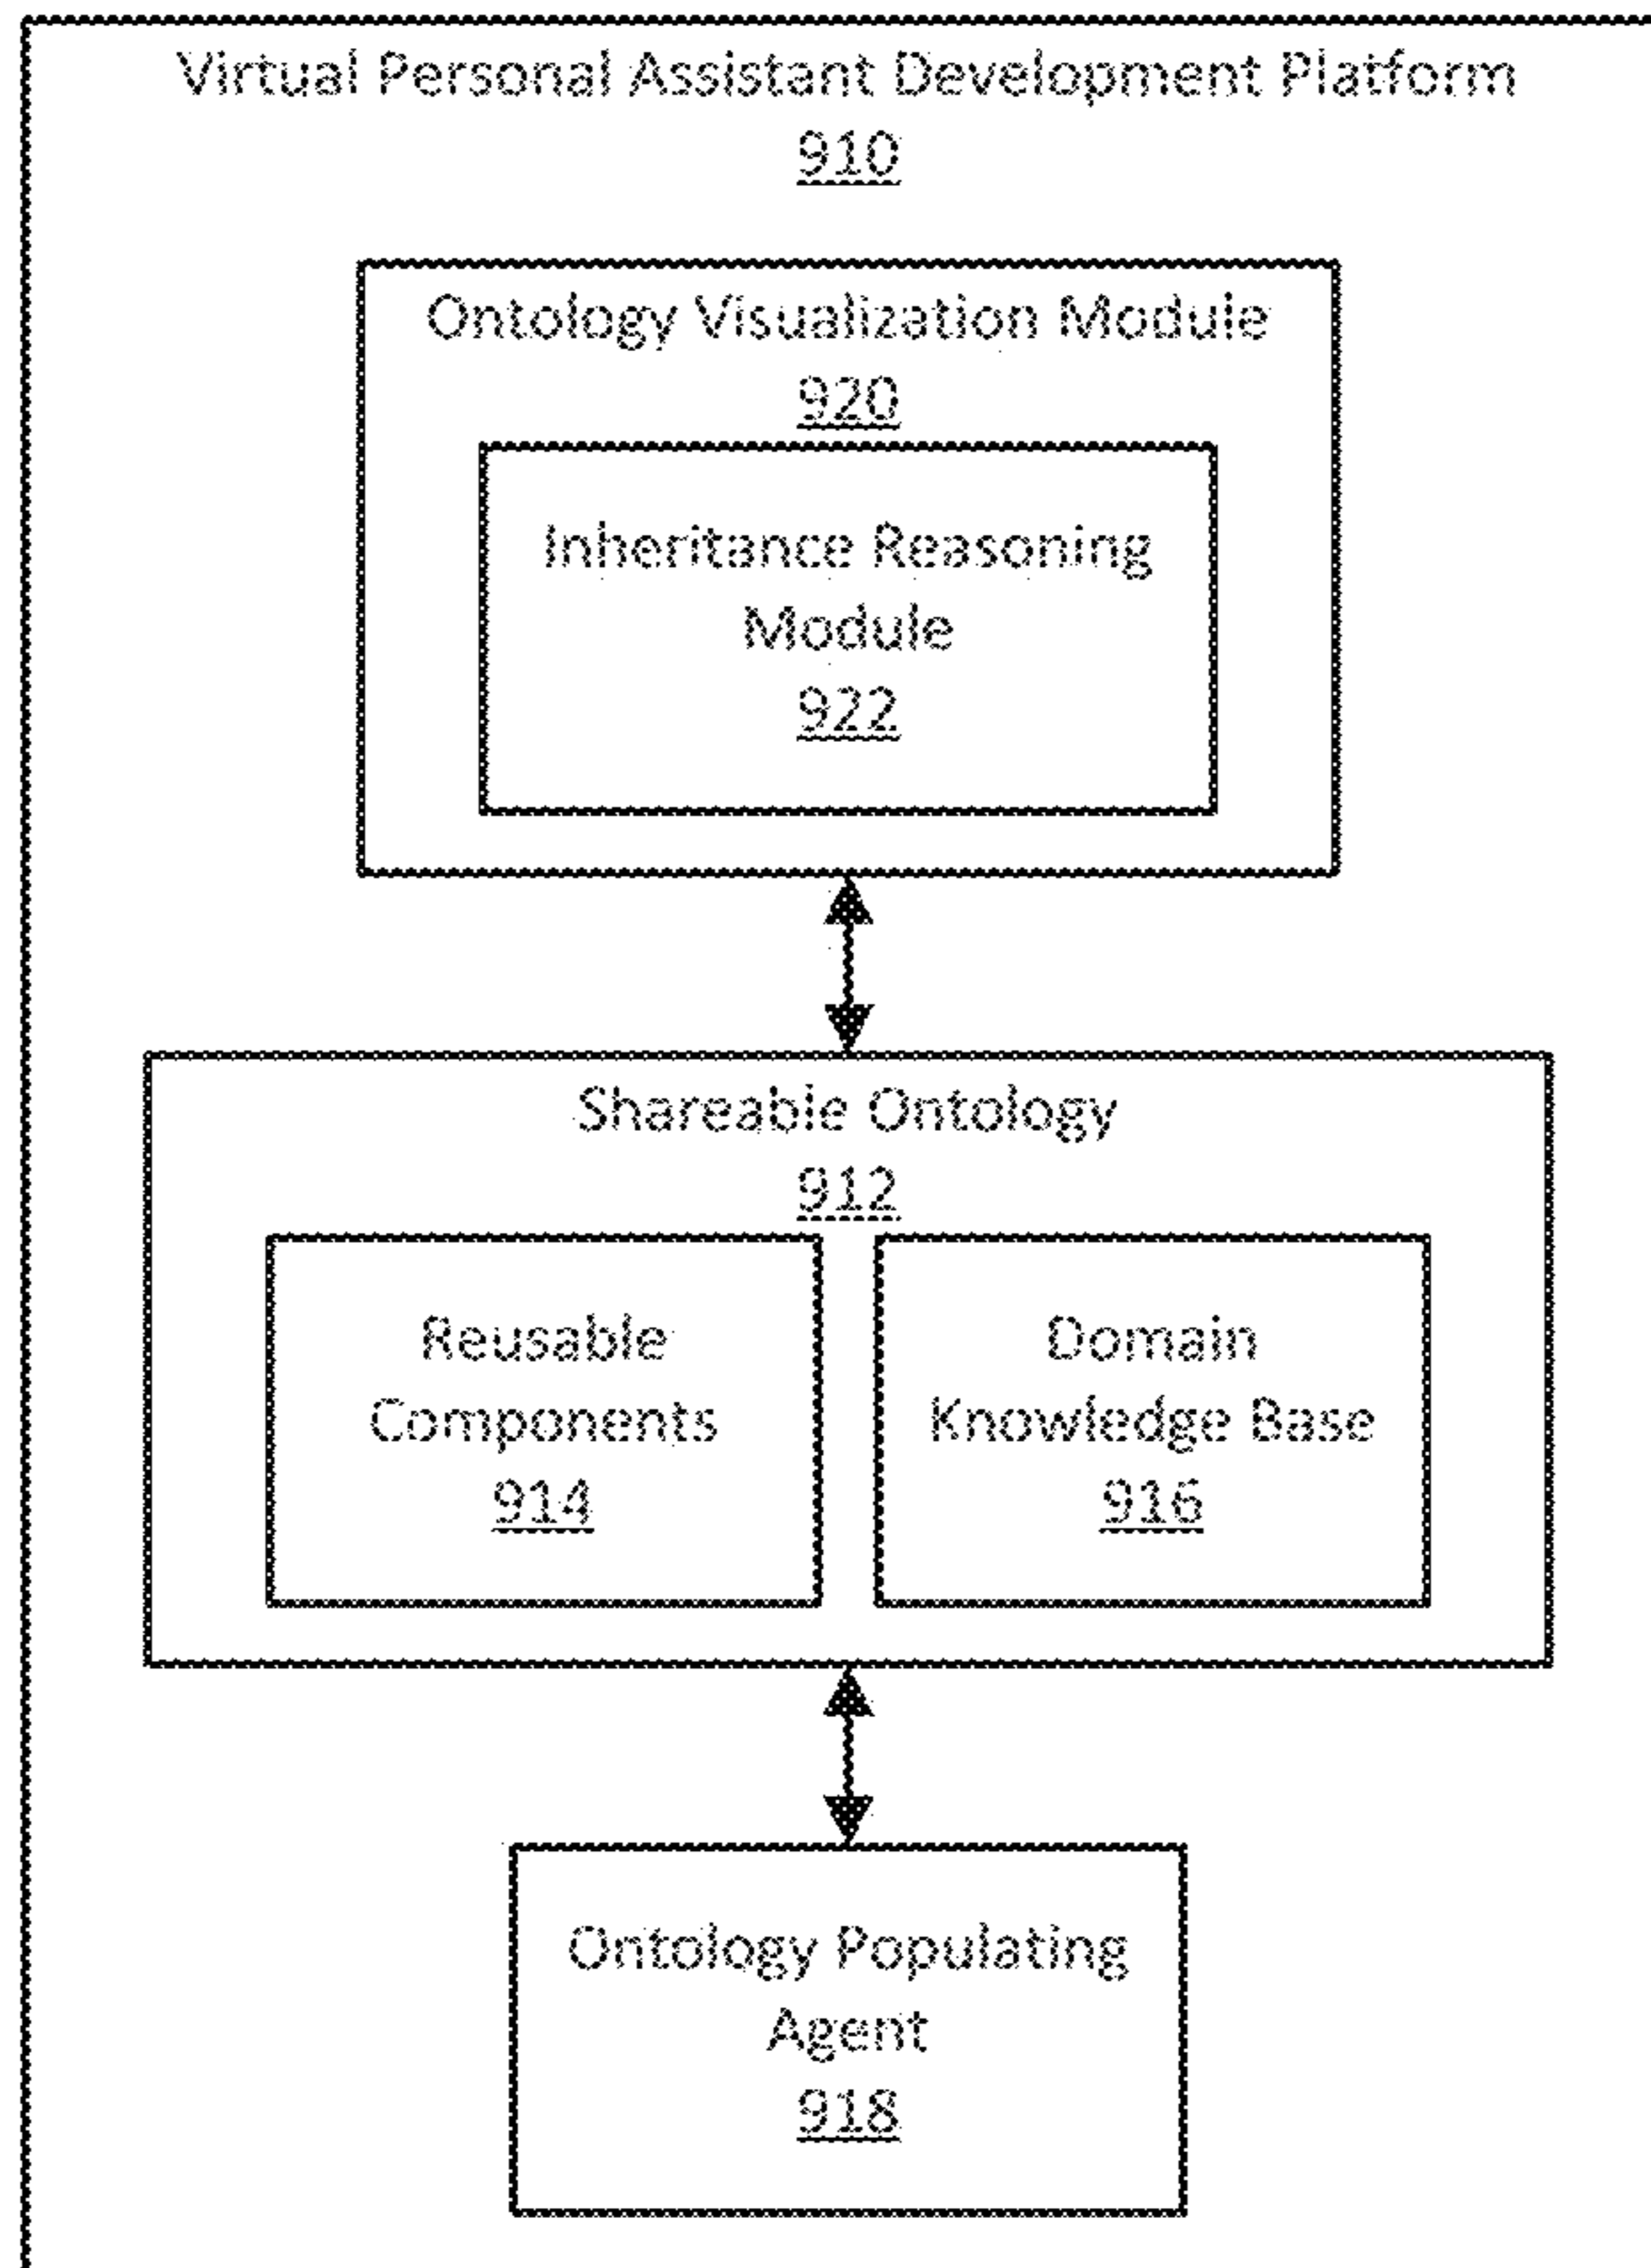 Virtual Personal Assistant Development Platform
910
Ontology Visualization Module
920
Inheritance Reasoning
Module
922
Shareable Ontology
912
Reusable
Components
914
Domain
Knowledge Base
916
Ontology Populating
Agent
918